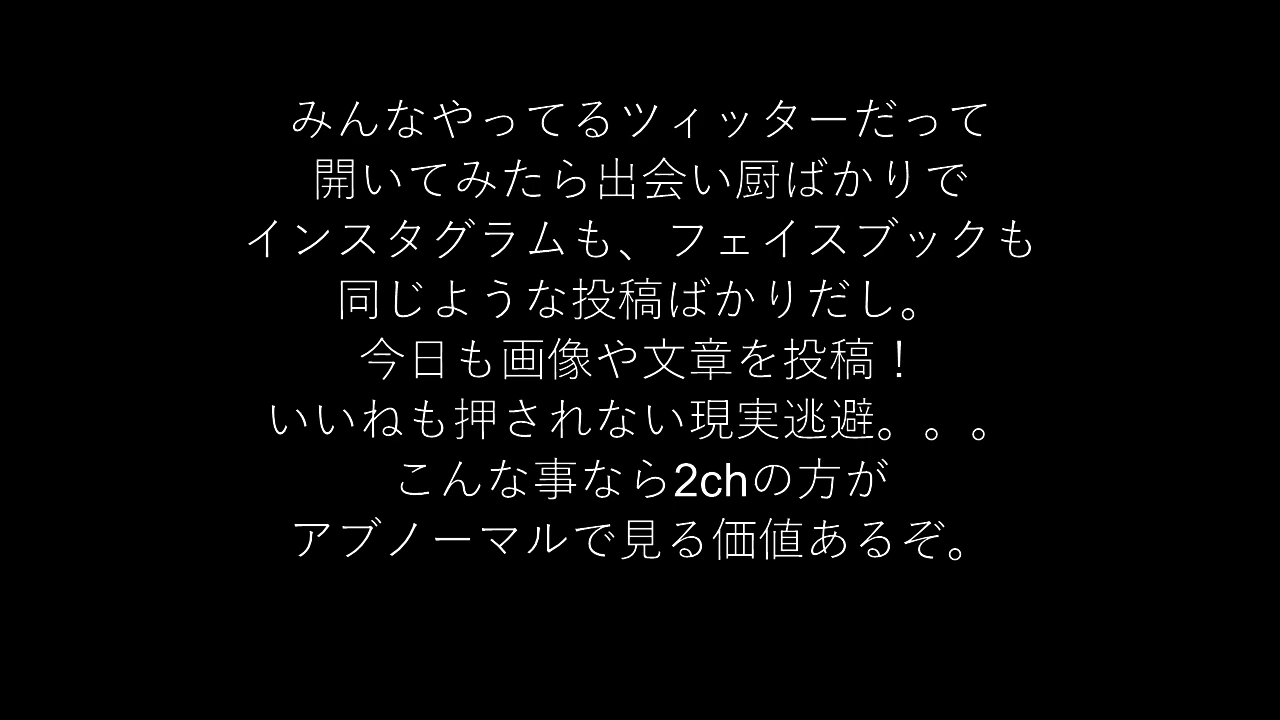 みんなやってるツィッターだって
開いてみたら出会い厨ばかりで
インスタグラムも、フェイスブックも
同じような投稿ばかりだし。
今日も画像や文章を投稿！
いいねも押されない現実逃避。。。
こんな事なら2chの方が
アブノーマルで見る価値あるぞ。